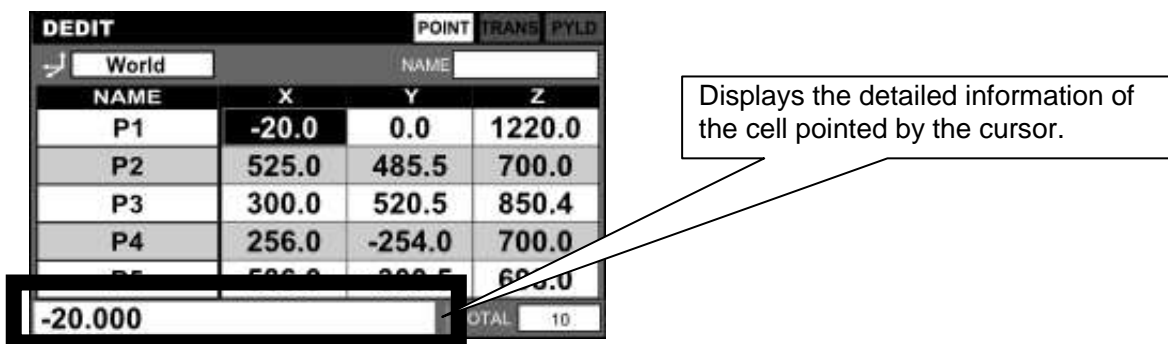 DEDIT POINT TRANS PYLD
World NAME
NAME X Y Z
P1 -20.0 0.0 1220.0
P2 525.0 485.5 700.0
P3 300.0 520.5 850.4
P4 256.0 -254.0 700.0
-20.000 TOTAL 10
Displays the detailed information of
the cell pointed by the cursor.